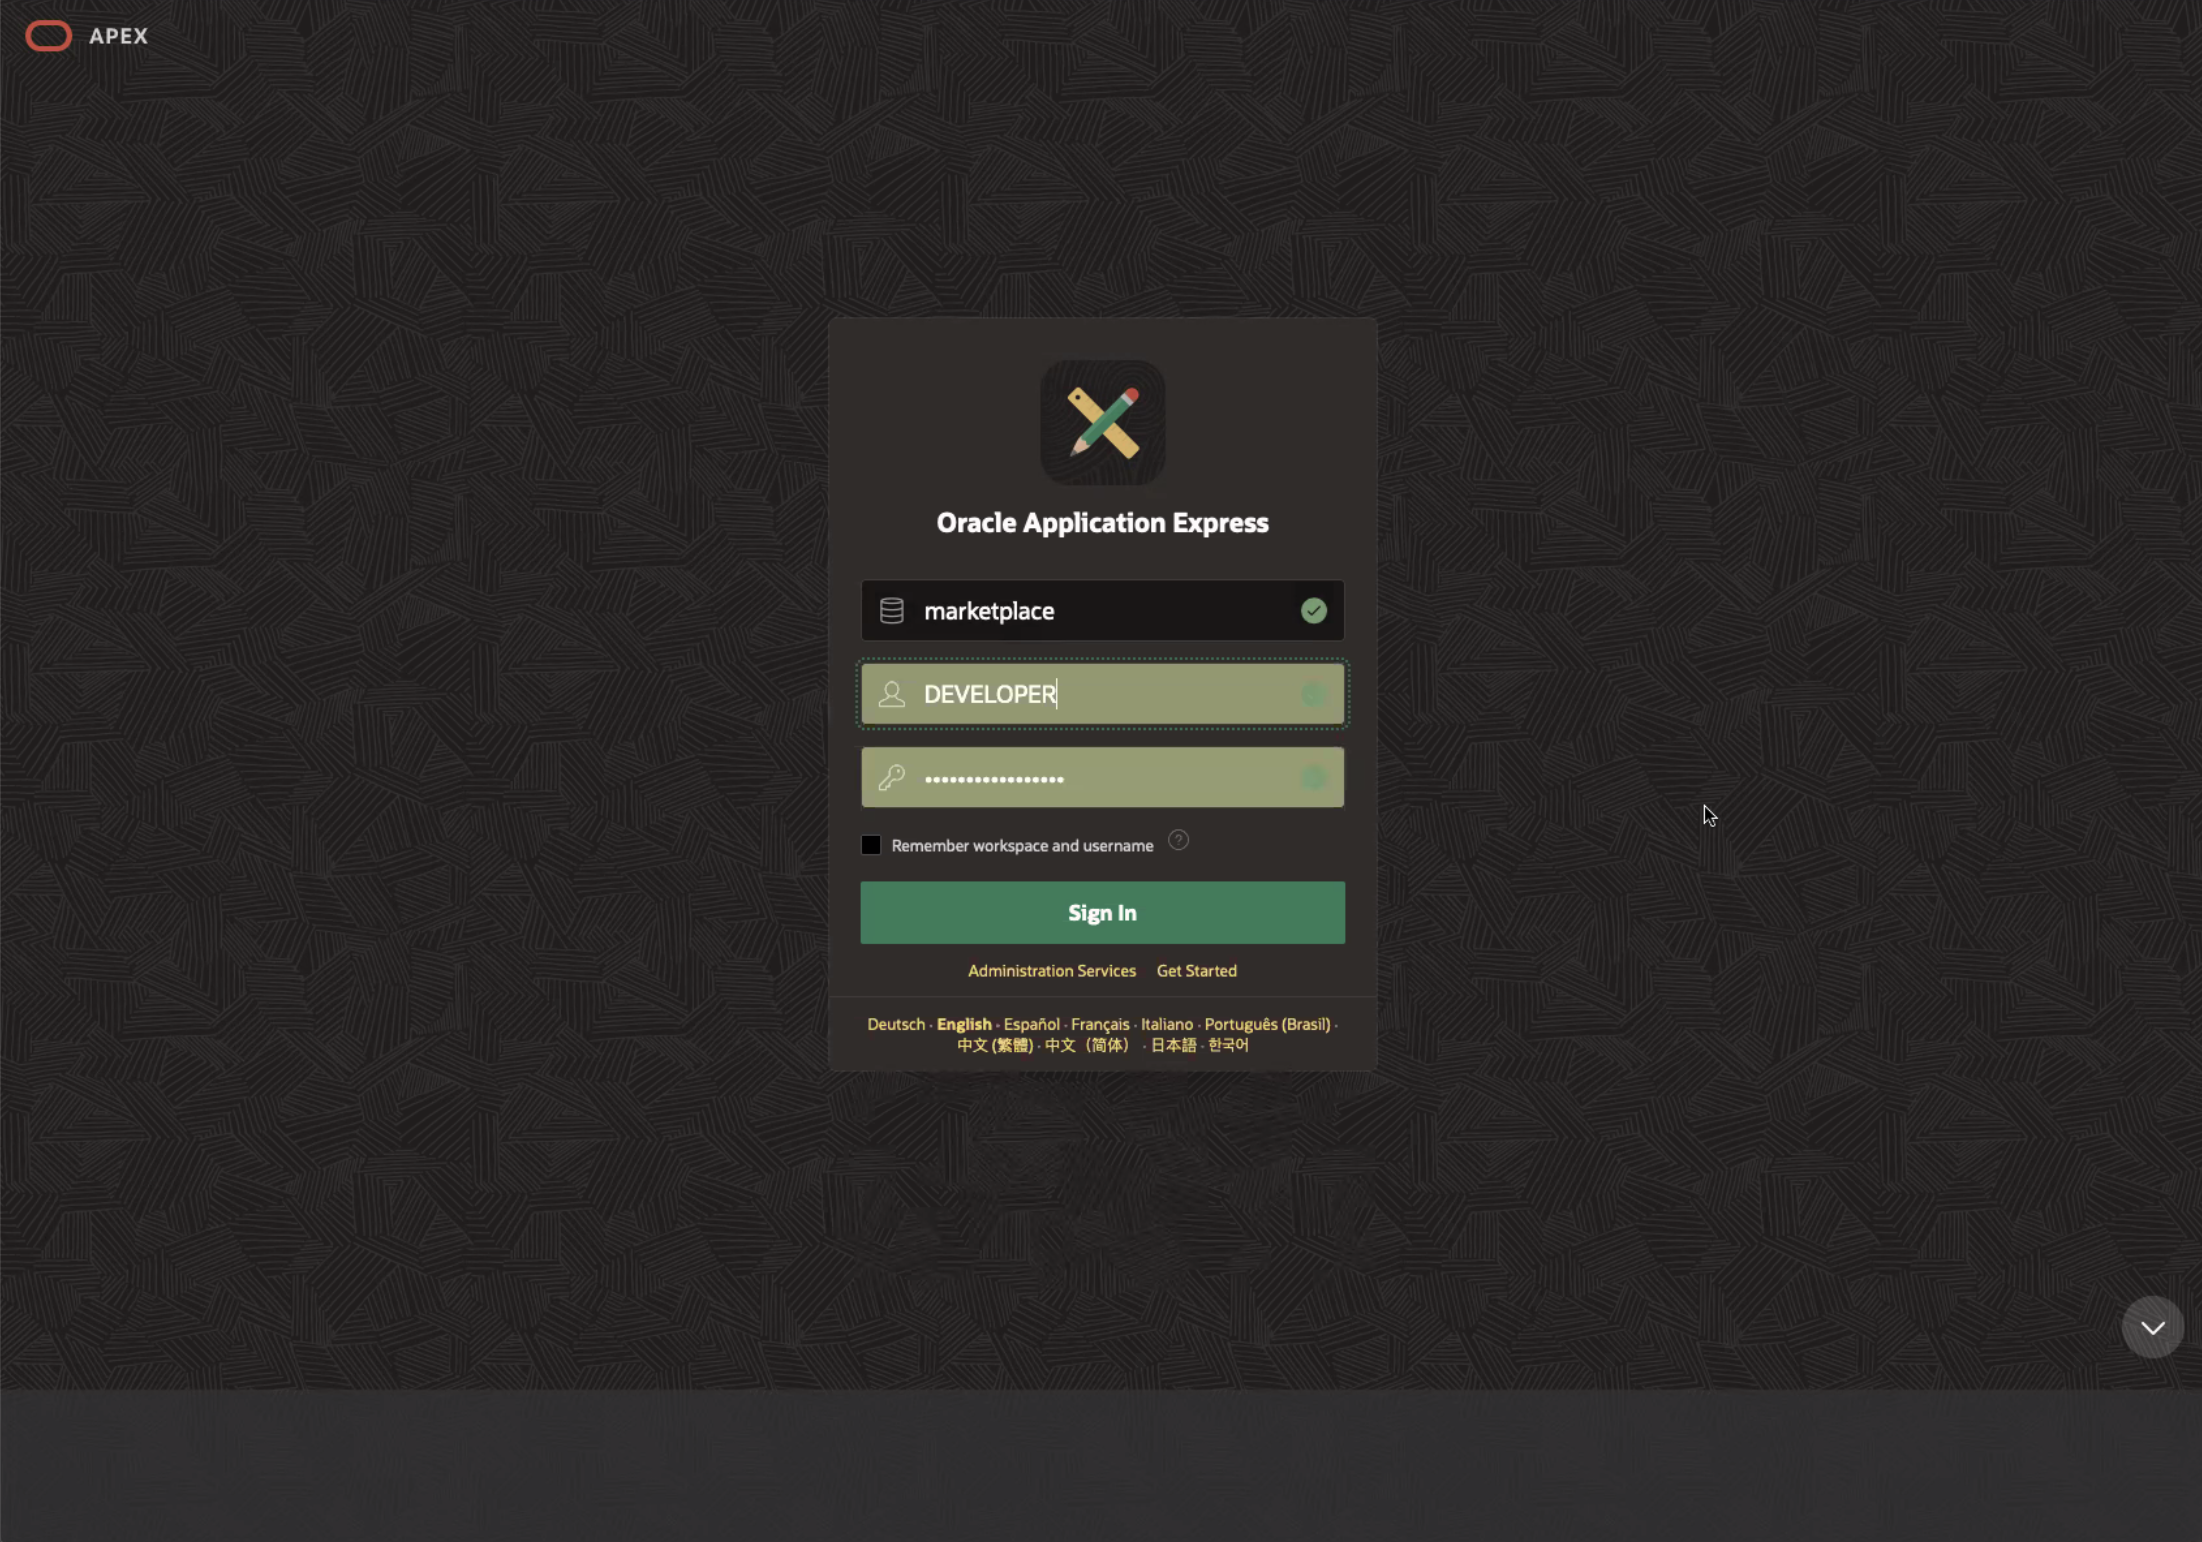 APEX
Oracle Application Express
marketplace
DEVELOPER
•••••••••••••••••
Remember workspace and username ?
Sign In
Administration Services Get Started
Deutsch · English · Español · Français · Italiano · Português (Brasil) ·
中文 (繁體) · 中文（简体） · 日本語 · 한국어